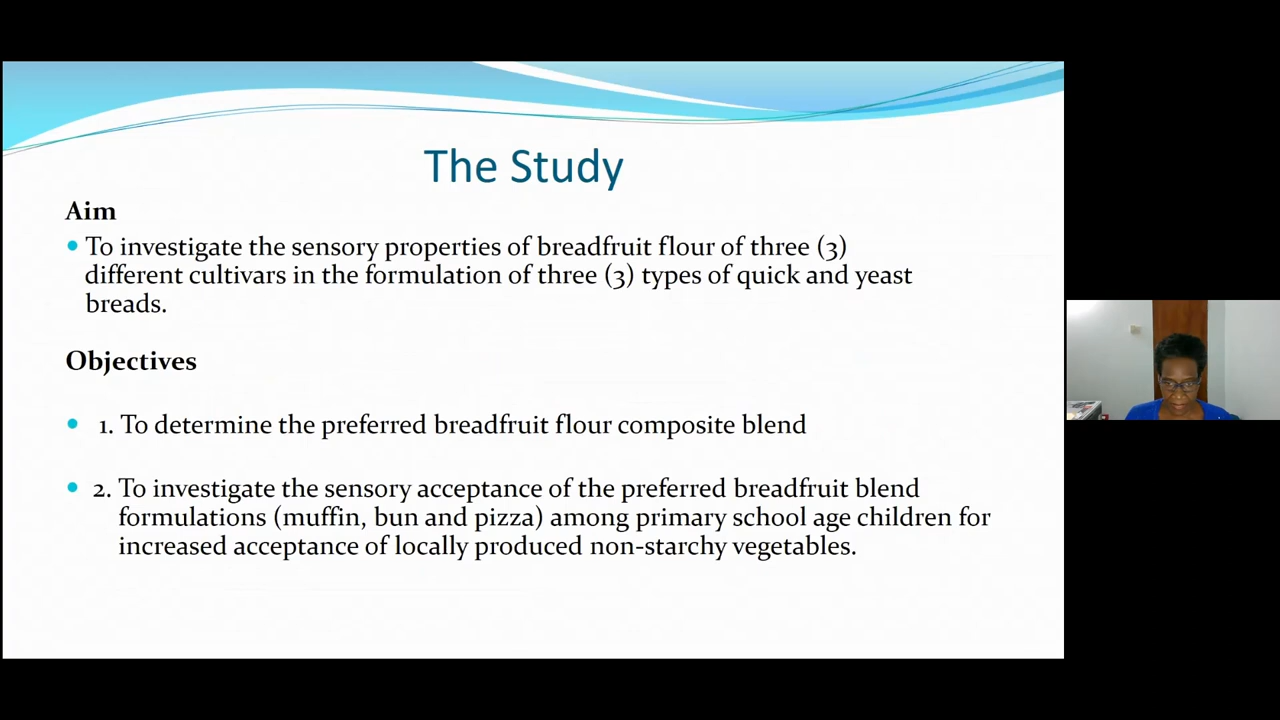 The Study
Aim
• To investigate the sensory properties of breadfruit flour of three (3)
different cultivars in the formulation of three (3) types of quick and yeast
breads.
Objectives
• 1. To determine the preferred breadfruit flour composite blend
• 2. To investigate the sensory acceptance of the preferred breadfruit blend
formulations (muffin, bun and pizza) among primary school age children for
increased acceptance of locally produced non-starchy vegetables.